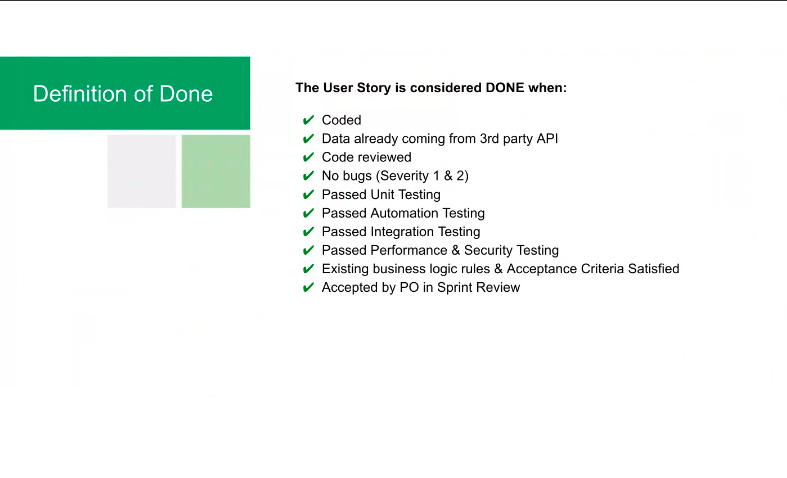 Definition of Done
The User Story is considered DONE when:
✔ Coded
✔ Data already coming from 3rd party API
✔ Code reviewed
✔ No bugs (Severity 1 & 2)
✔ Passed Unit Testing
✔ Passed Automation Testing
✔ Passed Integration Testing
✔ Passed Performance & Security Testing
✔ Existing business logic rules & Acceptance Criteria Satisfied
✔ Accepted by PO in Sprint Review